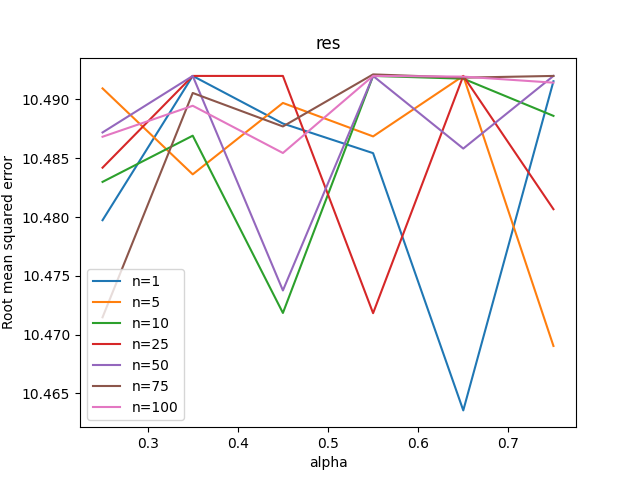 res
Root mean squared error
10.490
10.485
10.480
10.475
10.470
10.465
n=1
n=5
n=10
n=25
n=50
n=75
n=100
0.3 0.4 0.5 0.6 0.7
alpha